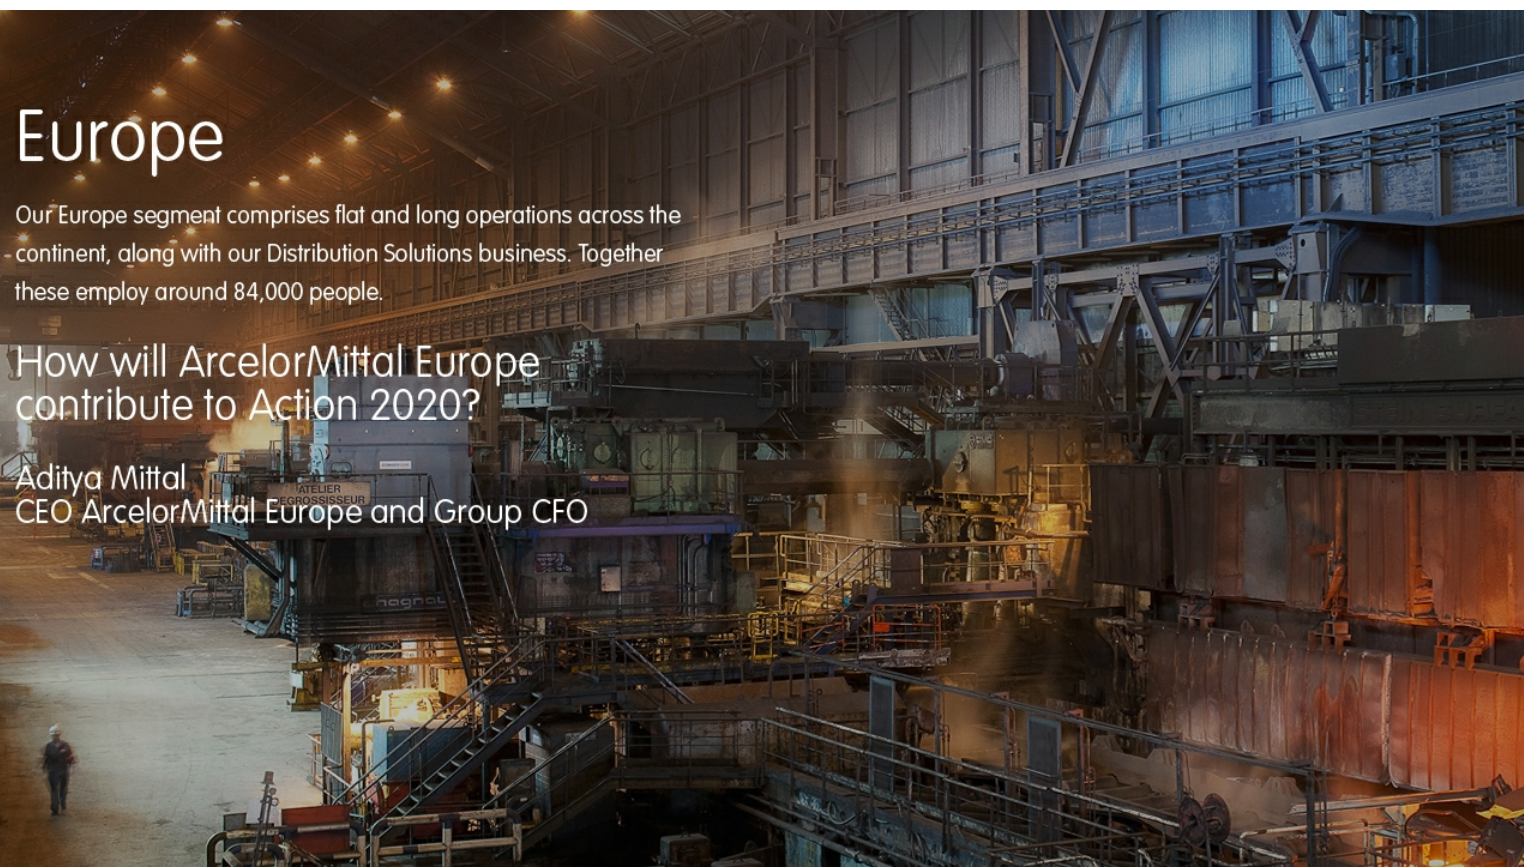 Europe
Our Europe segment comprises flat and long operations across the
continent, along with our Distribution Solutions business. Together
these employ around 84,000 people.
How will ArcelorMittal Europe
contribute to Action 2020?
Aditya Mittal
CEO ArcelorMittal Europe and Group CFO
ATELIER
DEGROSSISSEUR
magnat